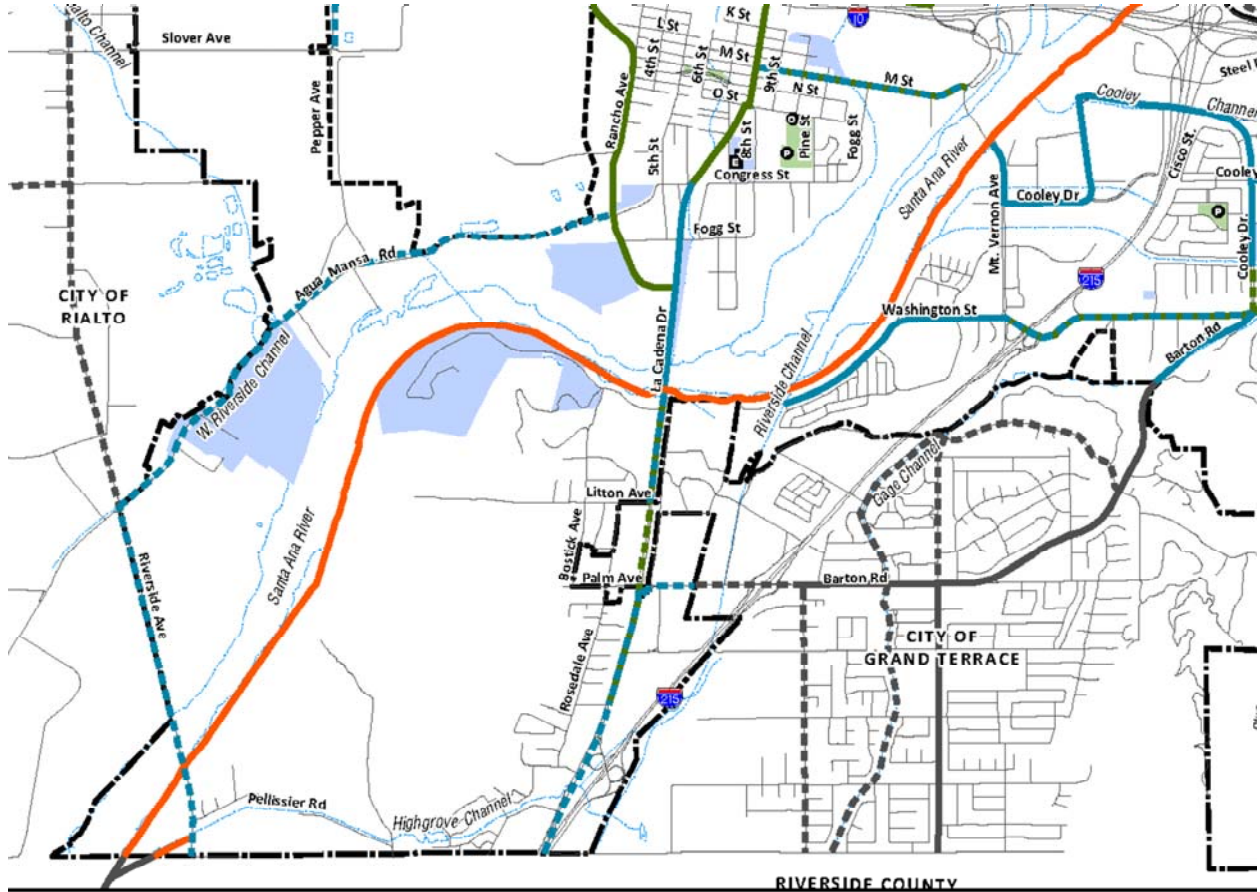 K St
L St
10
Rialto Channel
Slover Ave
4th St
6th St
M St
9th St
M St
Steel
Pepper Ave
Rancho Ave
O St
N St
Cooley
Channel
5th St
8th St
Pine St
Fogg St
Cisco St.
P
E
Congress St
Santa Ana River
Cooley
Cooley Dr
P
Fogg St
Mt. Vernon Ave
Cooley Dr.
Agua Mansa Rd
215
CITY OF
RIALTO
Washington St
W. Riverside Channel
La Cadena Dr
Riverside Channel
Barton Rd
Gage Channel
Litton Ave
Bostick Ave
Santa Ana River
Palm Ave
Barton Rd
Riverside Ave
CITY OF
GRAND TERRACE
Rosedale Ave
215
Pellissier Rd
Highgrove Channel
RIVERSIDE COUNTY